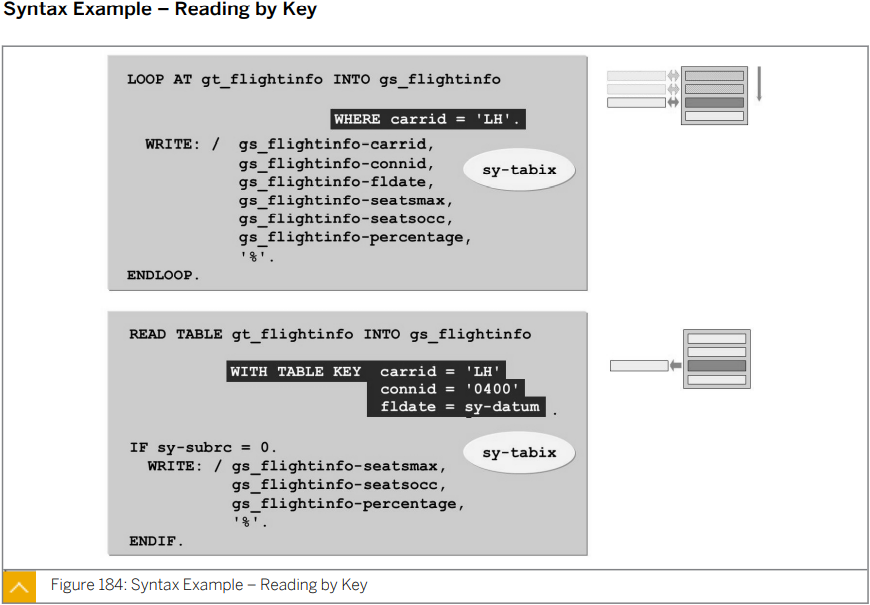 Syntax Example – Reading by Key
LOOP AT gt_flightinfo INTO gs_flightinfo
WHERE carrid = 'LH'.
WRITE: / gs_flightinfo-carrid,
gs_flightinfo-connid,
gs_flightinfo-fldate,
gs_flightinfo-seatsmax,
gs_flightinfo-seatsocc,
gs_flightinfo-percentage,
'%'.
sy-tabix
ENDLOOP.
READ TABLE gt_flightinfo INTO gs_flightinfo
WITH TABLE KEY carrid = 'LH'
connid = '0400'
fldate = sy-datum .
IF sy-subrc = 0.
WRITE: / gs_flightinfo-seatsmax,
gs_flightinfo-seatsocc,
gs_flightinfo-percentage,
'%'.
sy-tabix
ENDIF.
Figure 184: Syntax Example – Reading by Key